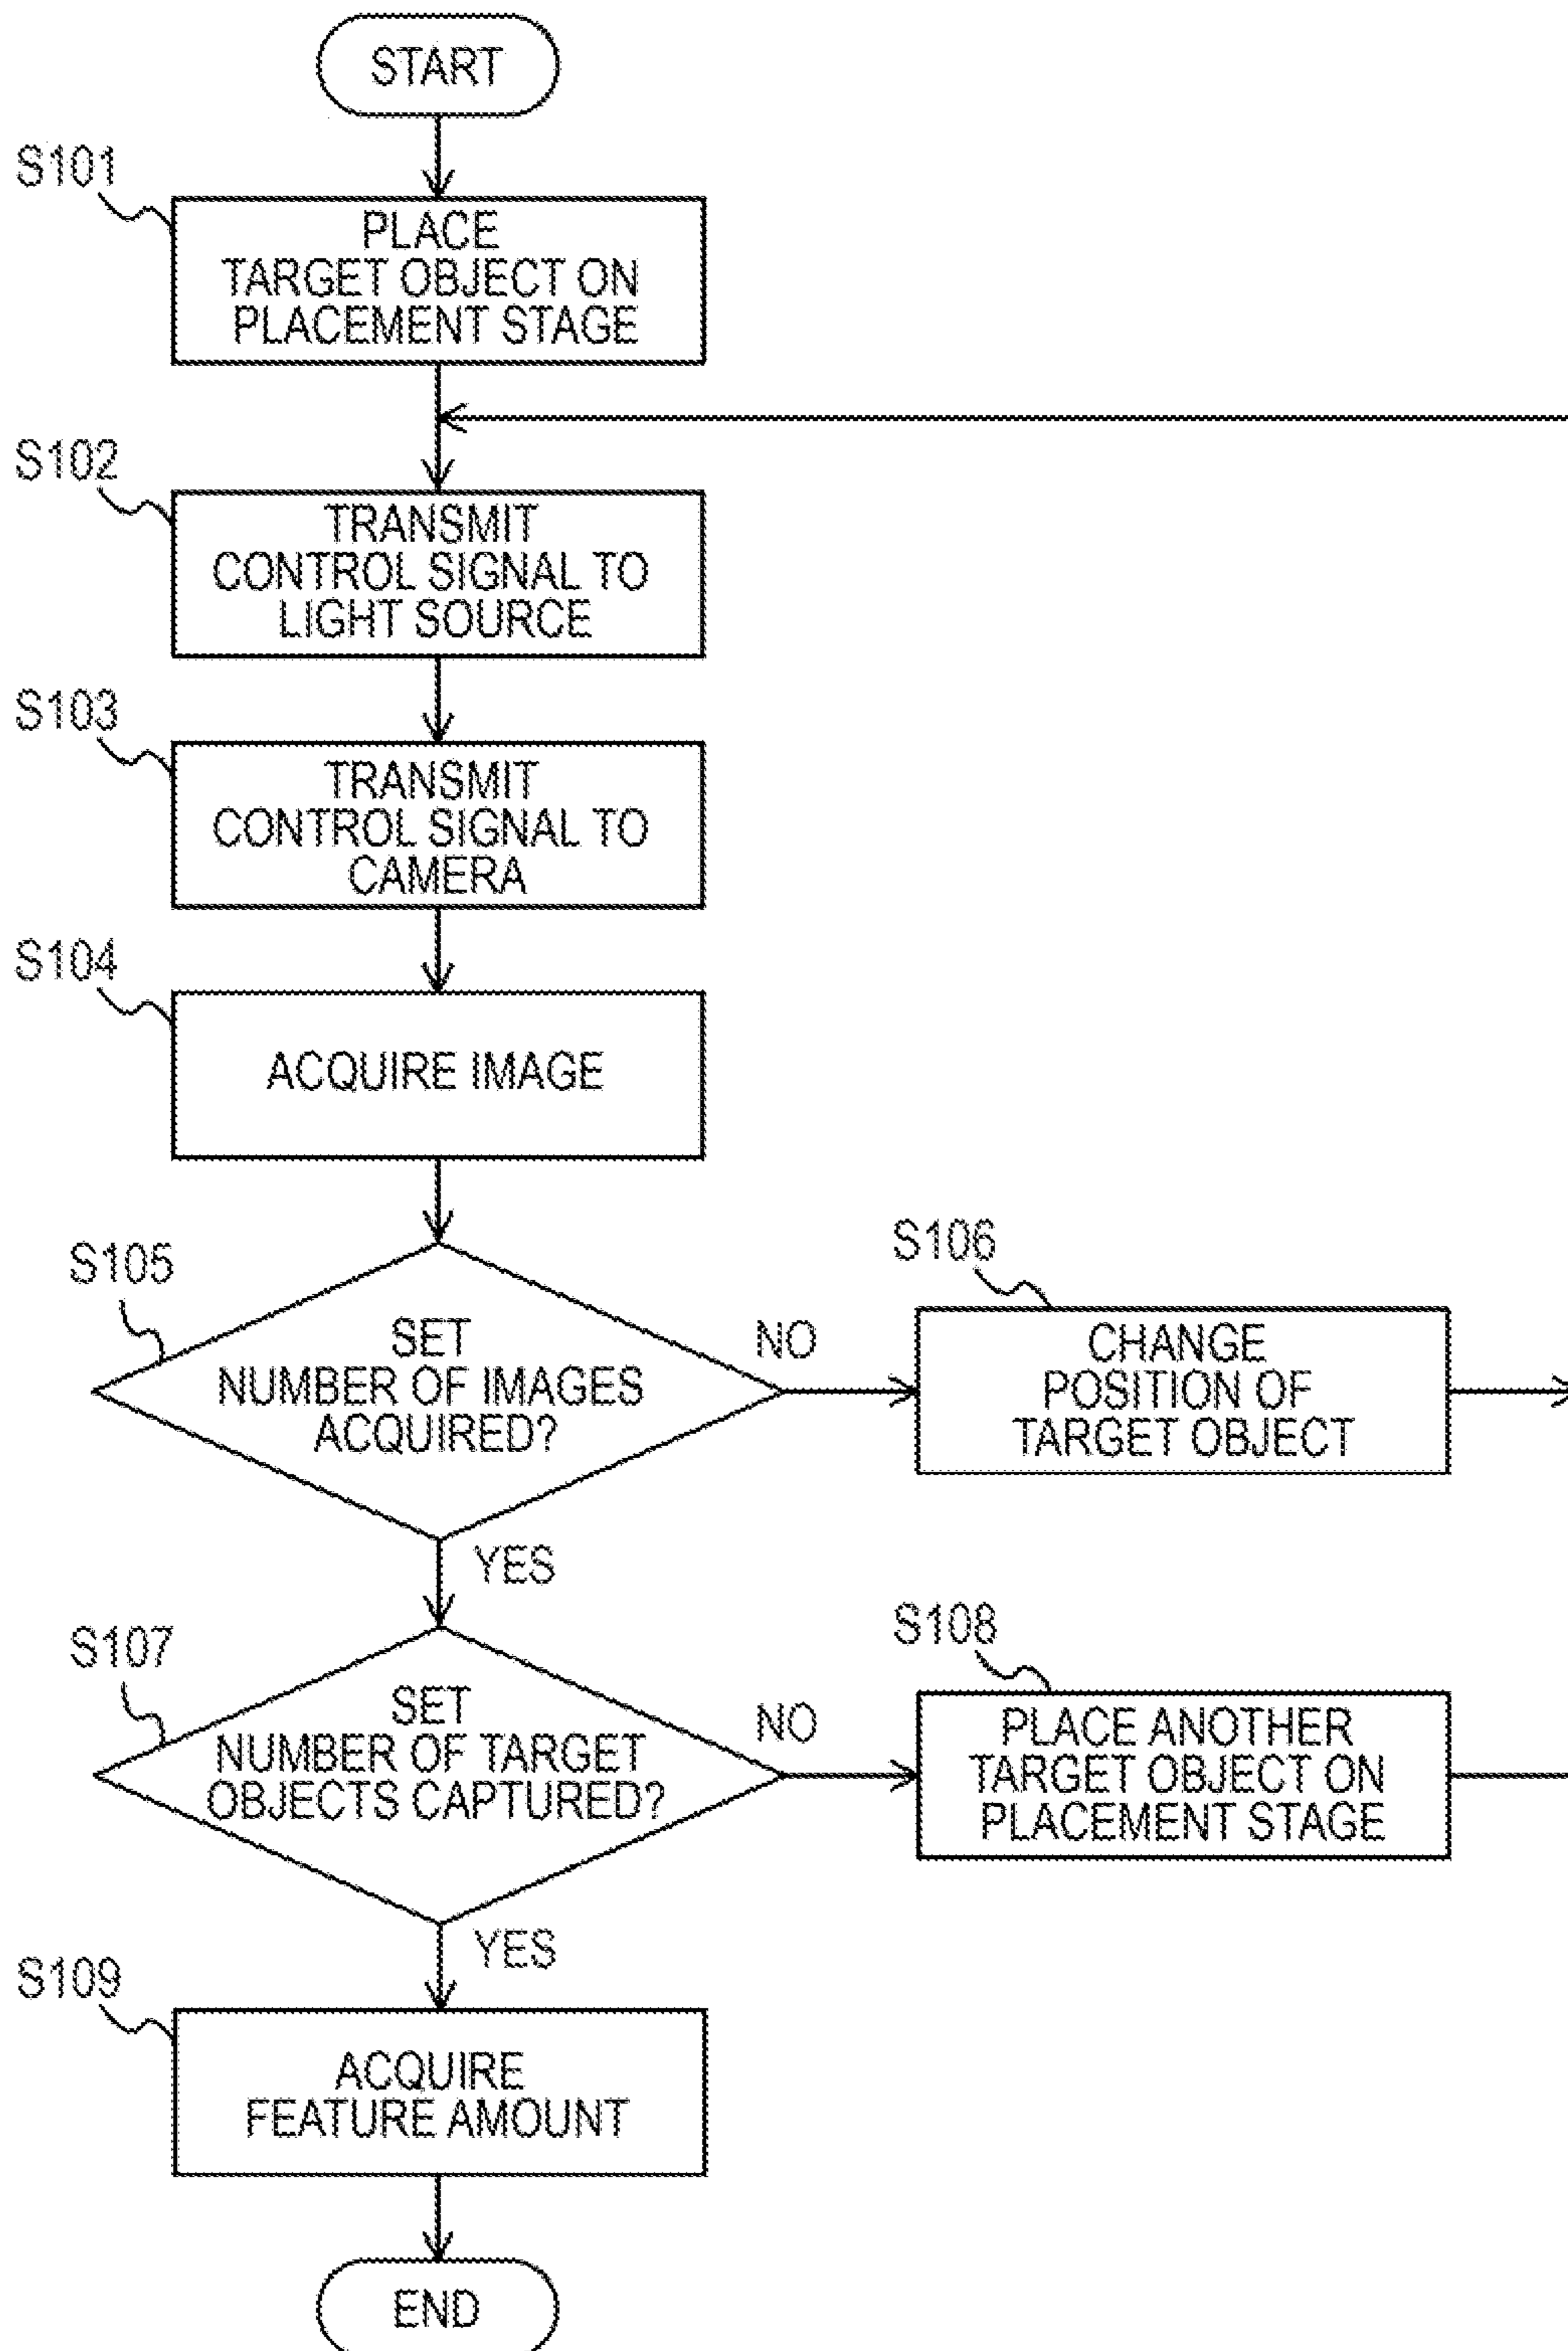 START
S101
PLACE
TARGET OBJECT ON
PLACEMENT STAGE
S102
TRANSMIT
CONTROL SIGNAL TO
LIGHT SOURCE
S103
TRANSMIT
CONTROL SIGNAL TO
CAMERA
S104
ACQUIRE IMAGE
S105
SET
NUMBER OF IMAGES
ACQUIRED?
NO
S106
CHANGE
POSITION OF
TARGET OBJECT
YES
S107
SET
NUMBER OF TARGET
OBJECTS CAPTURED?
NO
S108
PLACE ANOTHER
TARGET OBJECT ON
PLACEMENT STAGE
YES
S109
ACQUIRE
FEATURE AMOUNT
END